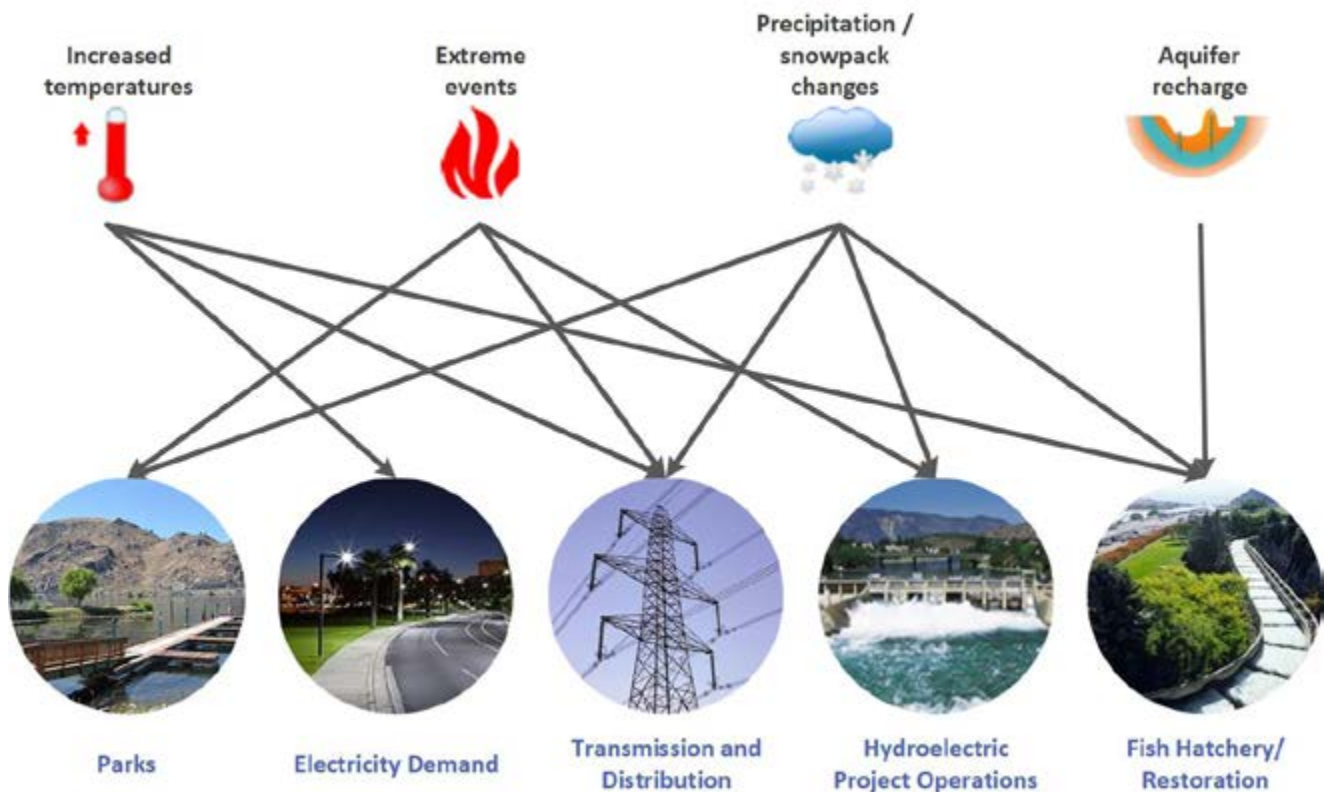 Increased
temperatures
Extreme
events
Precipitation /
snowpack
changes
Aquifer
recharge
Parks
Electricity Demand
Transmission and
Distribution
Hydroelectric
Project Operations
Fish Hatchery/
Restoration